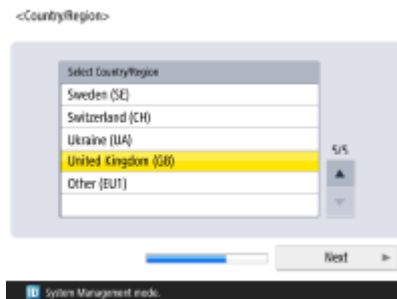 <Country/Region>
Select Country/Region
Sweden (SE)
Switzerland (CH)
Ukraine (UA)
United Kingdom (GB)
Other (EU1)
5/5
Next
ID System Management mode.